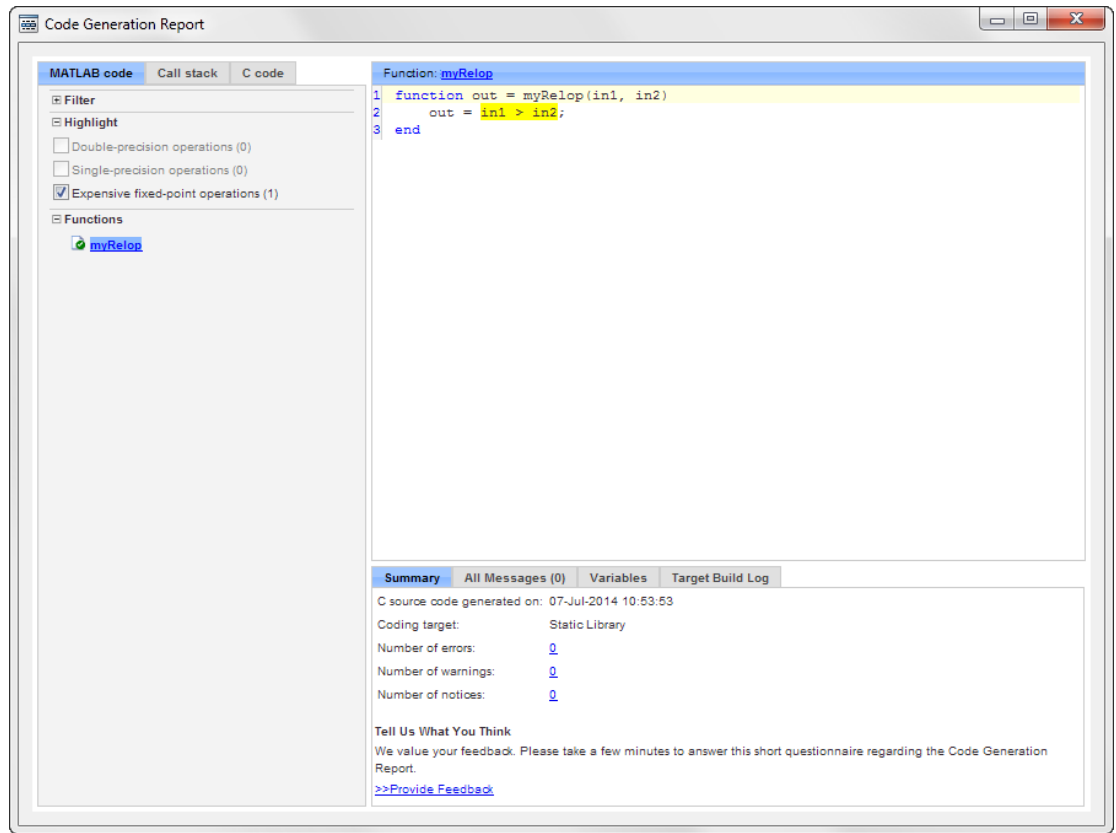 Code Generation Report
MATLAB code Call stack C code
Filter
Highlight
Double-precision operations (0)
Single-precision operations (0)
Expensive fixed-point operations (1)
Functions
myRelop
Function: myRelop
1 function out = myRelop(in1, in2)
2 out = in1 > in2;
3 end
Summary All Messages (0) Variables Target Build Log
C source code generated on: 07-Jul-2014 10:53:53
Coding target: Static Library
Number of errors: 0
Number of warnings: 0
Number of notices: 0
Tell Us What You Think
We value your feedback. Please take a few minutes to answer this short questionnaire regarding the Code Generation
Report.
>>Provide Feedback